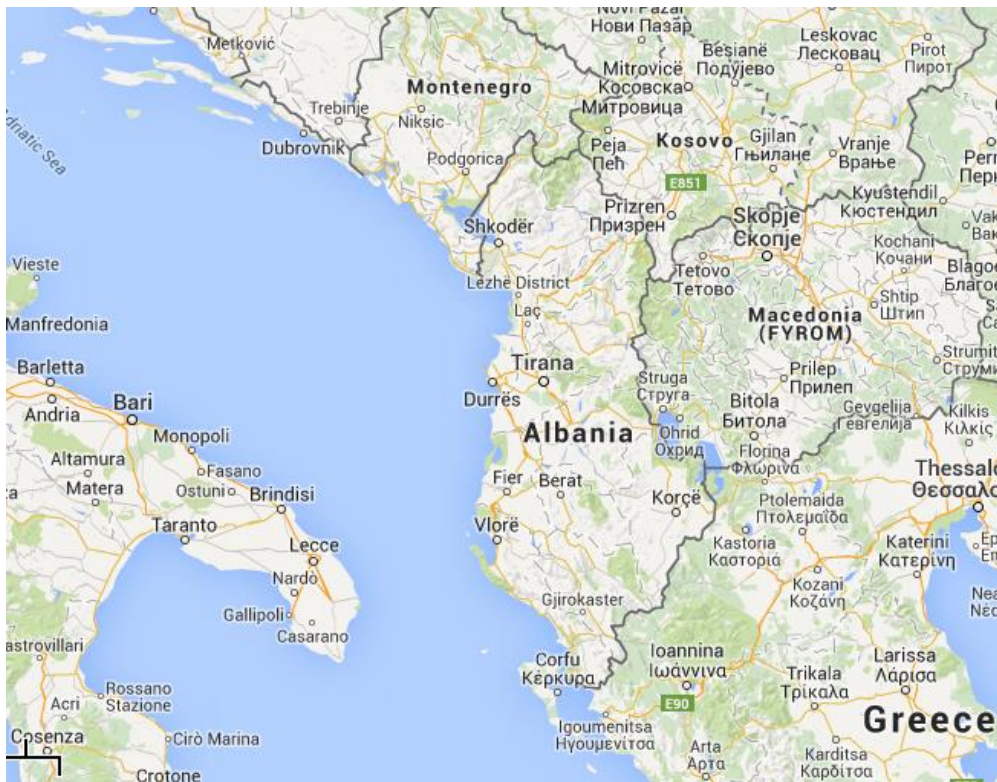 Novi Pazar
Нови Пазар
Leskovac
Лесковац
Pirot
Пирот
Metković
Besianë
Подујево
Mitrovicë
Косовска
Митровица
Montenegro
Trebinje
Niksic
Adriatic Sea
Dubrovnik
Peja
Пећ
Kosovo
Gjilan
Гњилане
Vranje
Врање
Podgorica
E851
Kyustendil
Кюстендил
Prizren
Призрен
Skopje
Скопје
Shkodër
Kochani
Кочани
Vieste
Tetovo
Тетово
Lezhë District
Laç
Shtip
Штип
Manfredonia
Macedonia
(FYROM)
Barletta
Tirana
Struga
Струга
Prilep
Прилеп
Andria
Bari
Durrës
Bitola
Битола
Gevgelija
Гевгелија
Kilkis
Κιλκίς
Monopoli
Albania
Ohrid
Охрид
Florina
Φλώρινα
Altamura
Fasano
Matera
Ostuni
Brindisi
Fier
Berat
Korçë
Ptolemaida
Πτολεμαΐδα
Taranto
Vlorë
Kastoria
Καστοριά
Katerini
Κατερίνη
Lecce
Nardo
Kozani
Κοζάνη
Gallipoli
Casarano
Gjirokaster
Corfu
Κέρκυρα
Ioannina
Ιωάννινα
Trikala
Τρίκαλα
Larissa
Λάρισα
Rossano
Stazione
Acri
E90
Igoumenitsa
Ηγουμενίτσα
Greece
Cosenza
Cirò Marina
Arta
Άρτα
Karditsa
Καρδίτσα
Crotone